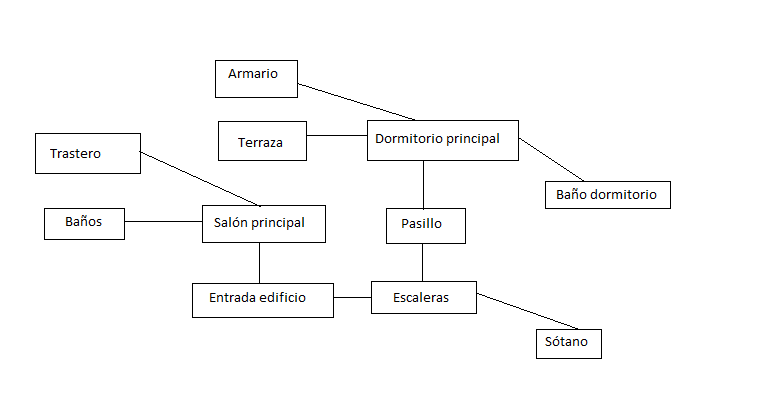 Armario
Terraza
Dormitorio principal
Trastero
Baño dormitorio
Baños
Salón principal
Pasillo
Entrada edificio
Escaleras
Sótano